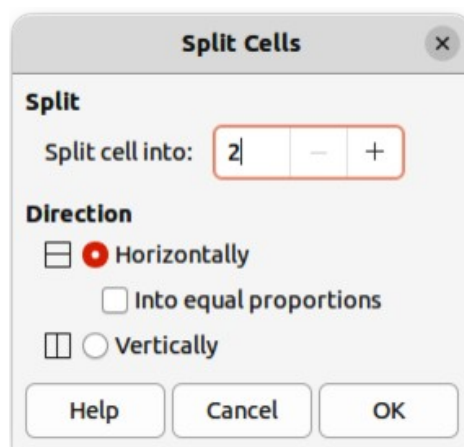 Split Cells
Split
Split cell into: 2
Direction
Horizontally
Into equal proportions
Vertically
Help Cancel OK